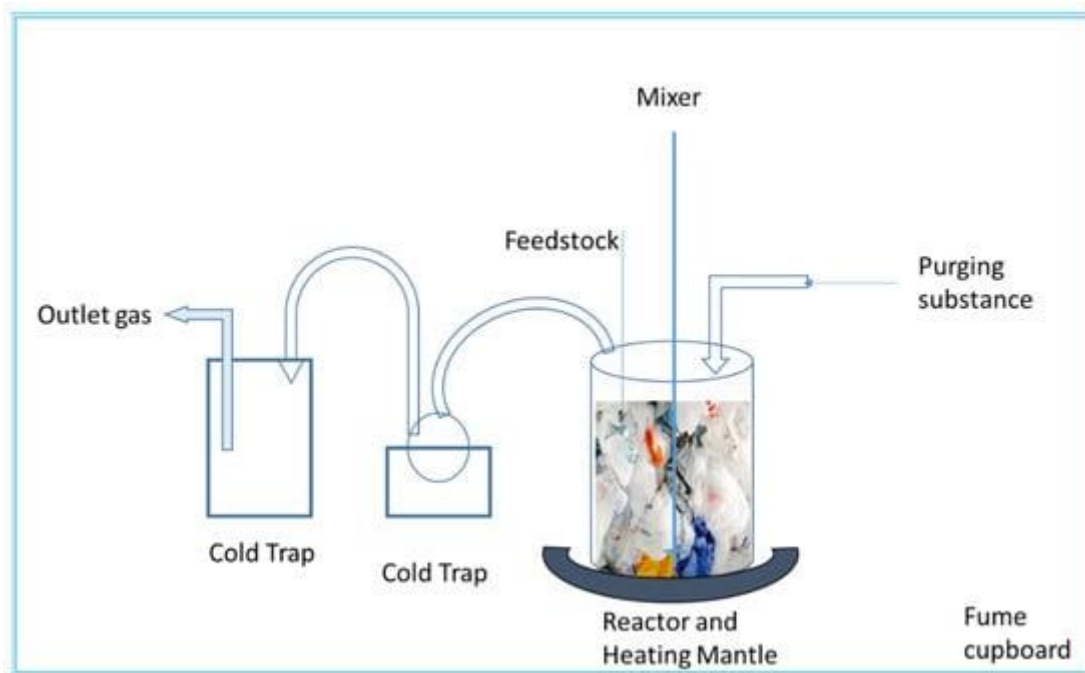 Mixer
Feedstock
Purging
substance
Outlet gas
Cold Trap
Cold Trap
Reactor and
Heating Mantle
Fume
cupboard